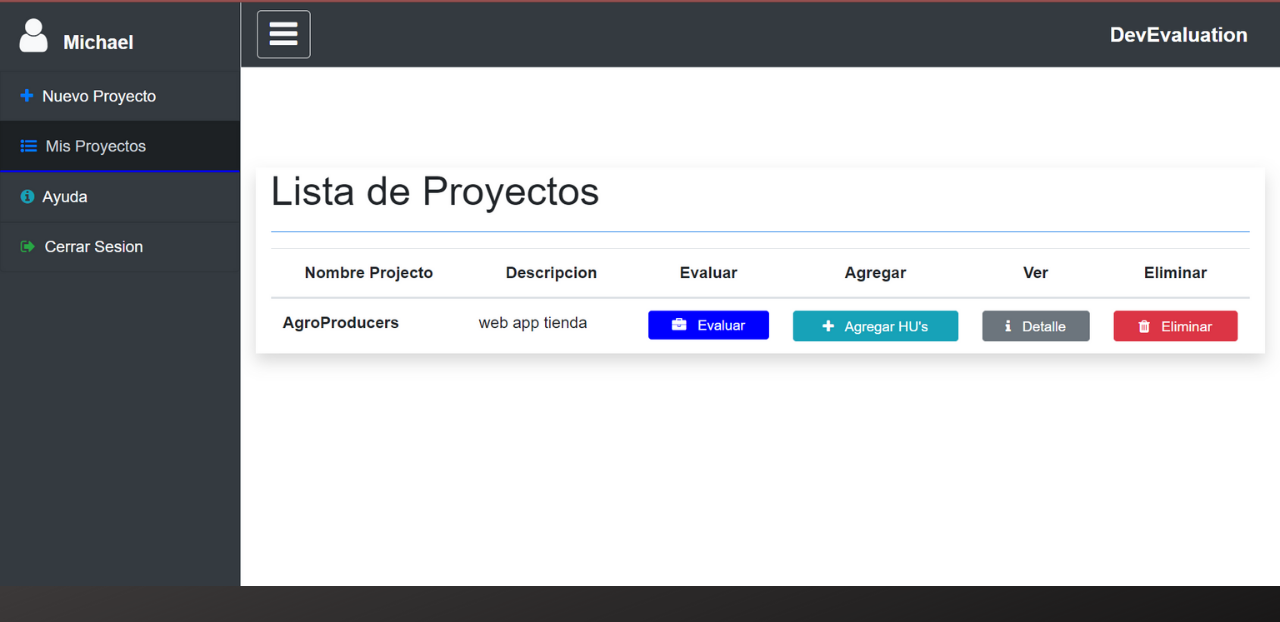 Michael
DevEvaluation
Nuevo Proyecto
Mis Proyectos
Ayuda
Cerrar Sesion
Lista de Proyectos
Nombre Projecto Descripcion Evaluar Agregar Ver Eliminar
AgroProducers web app tienda Evaluar Agregar HU's Detalle Eliminar